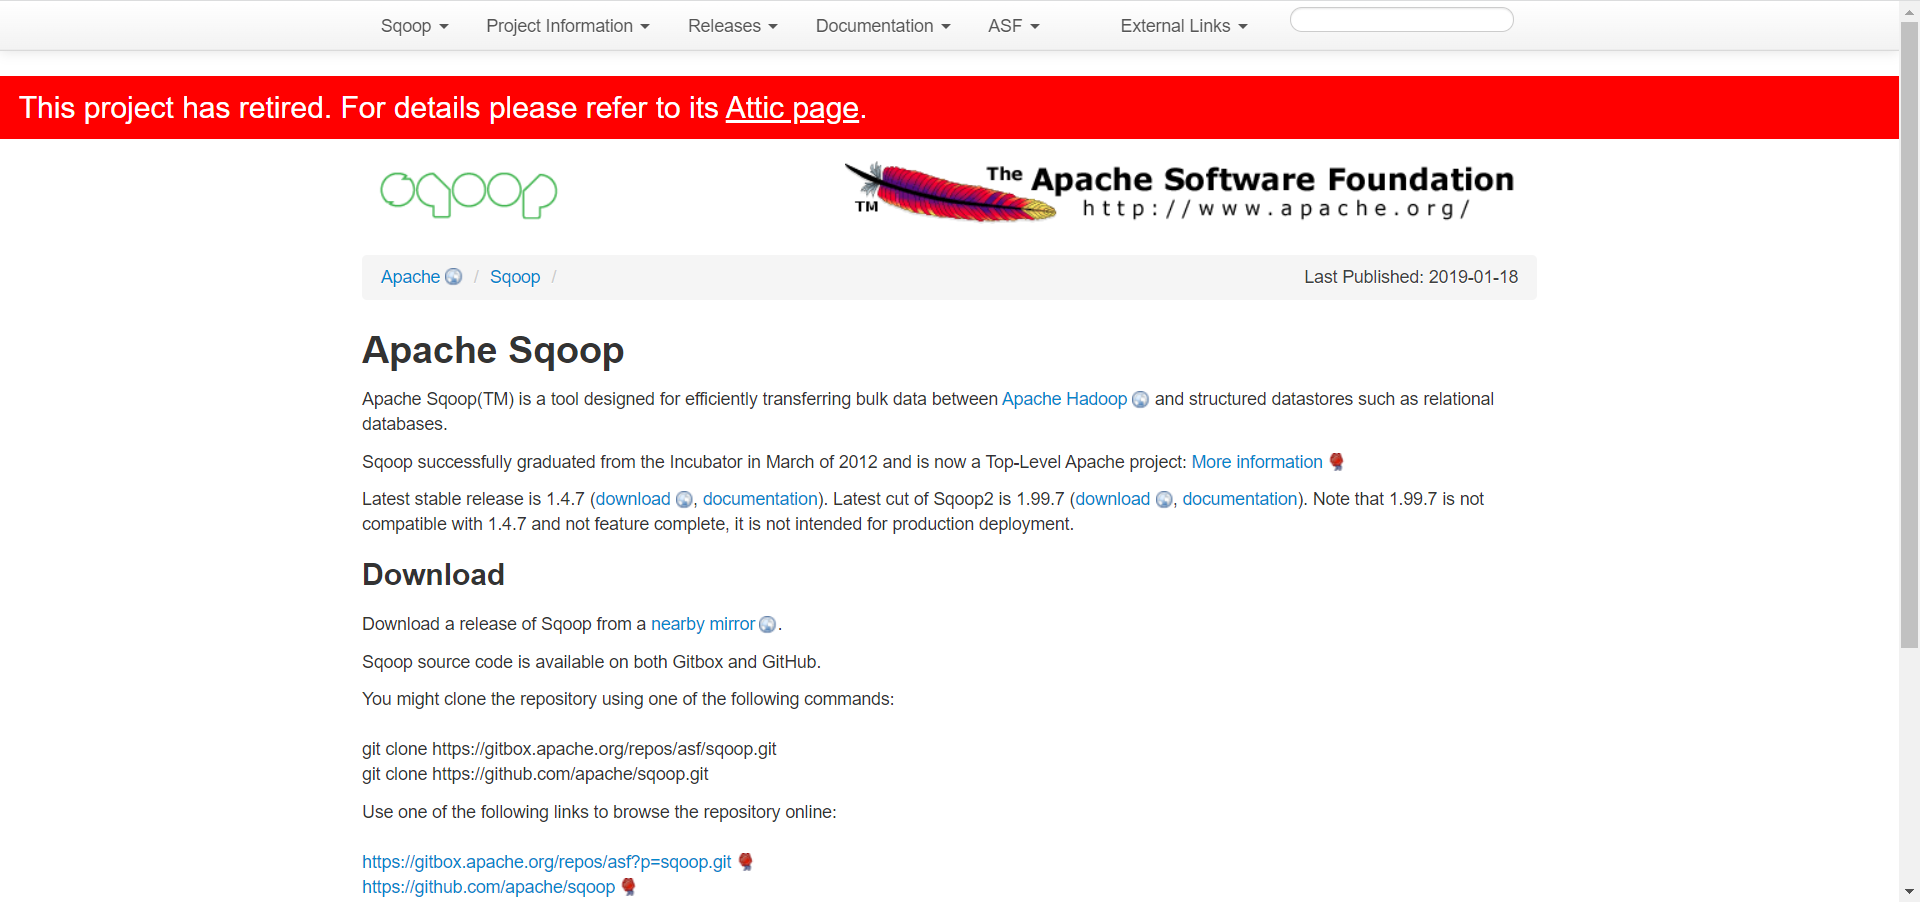 Sqoop Project Information Releases Documentation ASF External Links
This project has retired. For details please refer to its Attic page.
sqoop
The Apache Software Foundation
TM
http://www.apache.org/
Apache / Sqoop / Last Published: 2019-01-18
Apache Sqoop
Apache Sqoop(TM) is a tool designed for efficiently transferring bulk data between Apache Hadoop and structured datastores such as relational
databases.
Sqoop successfully graduated from the Incubator in March of 2012 and is now a Top-Level Apache project: More information
Latest stable release is 1.4.7 (download , documentation). Latest cut of Sqoop2 is 1.99.7 (download , documentation). Note that 1.99.7 is not
compatible with 1.4.7 and not feature complete, it is not intended for production deployment.
Download
Download a release of Sqoop from a nearby mirror .
Sqoop source code is available on both Gitbox and GitHub.
You might clone the repository using one of the following commands:
git clone https://gitbox.apache.org/repos/asf/sqoop.git
git clone https://github.com/apache/sqoop.git
Use one of the following links to browse the repository online:
https://gitbox.apache.org/repos/asf?p=sqoop.git
https://github.com/apache/sqoop